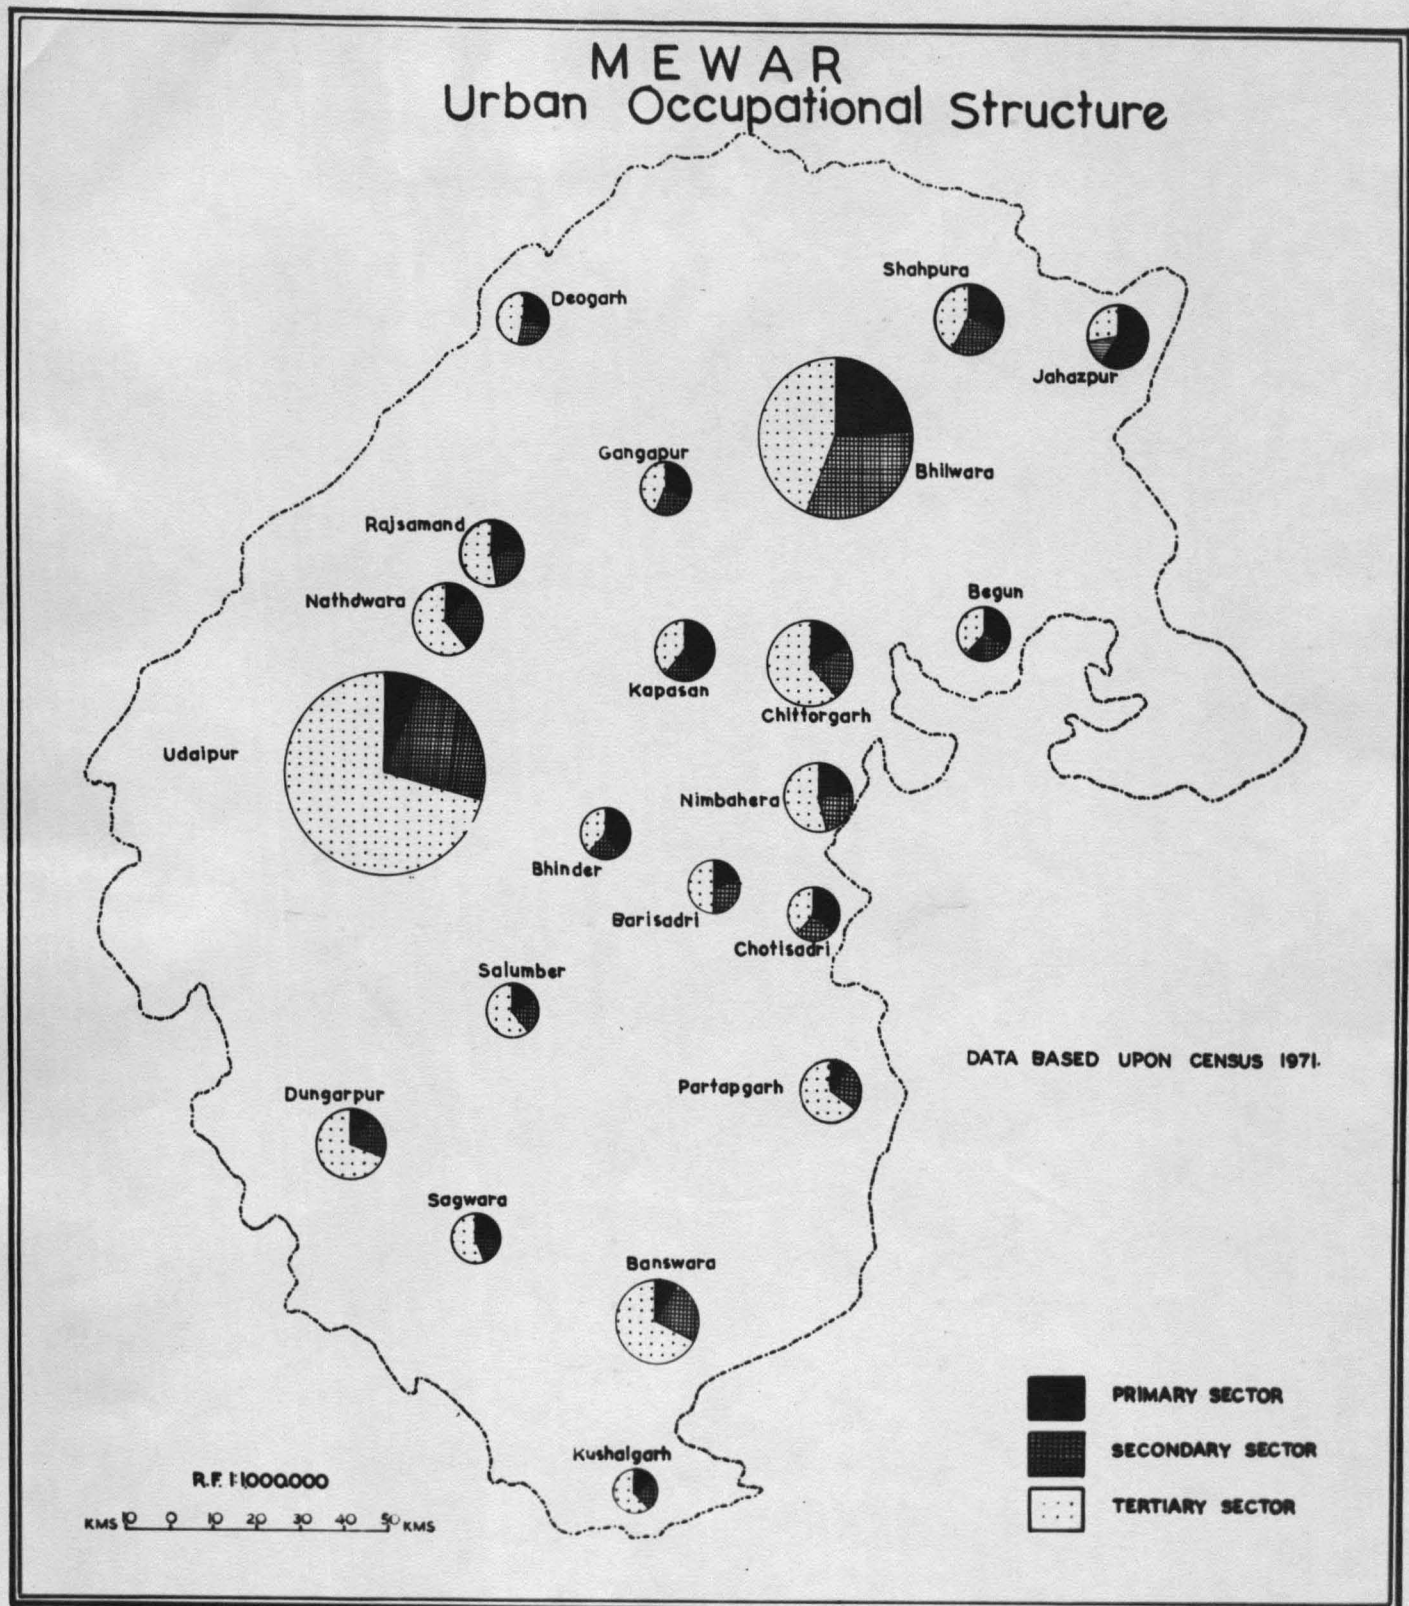 MEWAR
Urban Occupational Structure
Shahpura
Deogarh
Jahazpur
Gangapur
Bhilwara
Rajsamand
Nathdwara
Begun
Kapasan
Chittorgarh
Udaipur
Nimbahera
Bhinder
Barisadri
Chotisadri
Salumber
DATA BASED UPON CENSUS 1971.
Partapgarh
Dungarpur
Sagwara
Banswara
PRIMARY SECTOR
Kushalgarh
SECONDARY SECTOR
R.F. 1:1000000
TERTIARY SECTOR
KMS 10 0 10 20 30 40 50 KMS